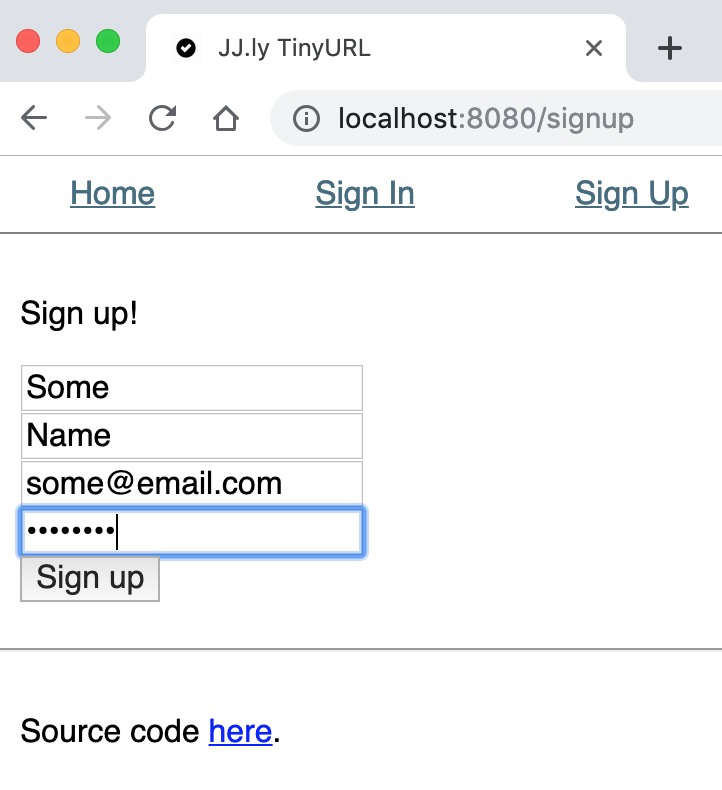 JJ.ly TinyURL
localhost:8080/signup
Home Sign In Sign Up
Sign up!
Some
Name
some@email.com
••••••••
Sign up
Source code here.